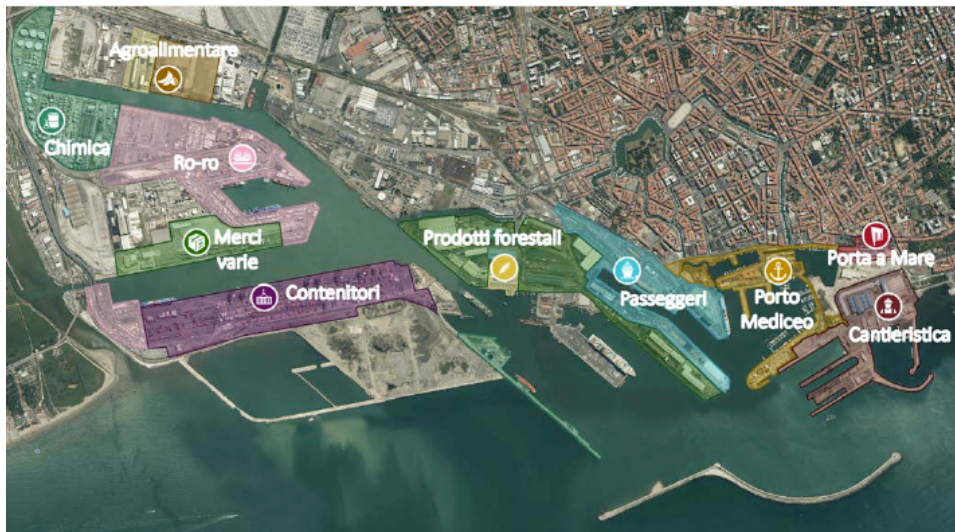 Agroalimentare
Chimica
Ro-ro
Merci
varie
Prodotti forestali
Contenitori
Passeggeri
Porto
Mediceo
Porta a Mare
Cantieristica